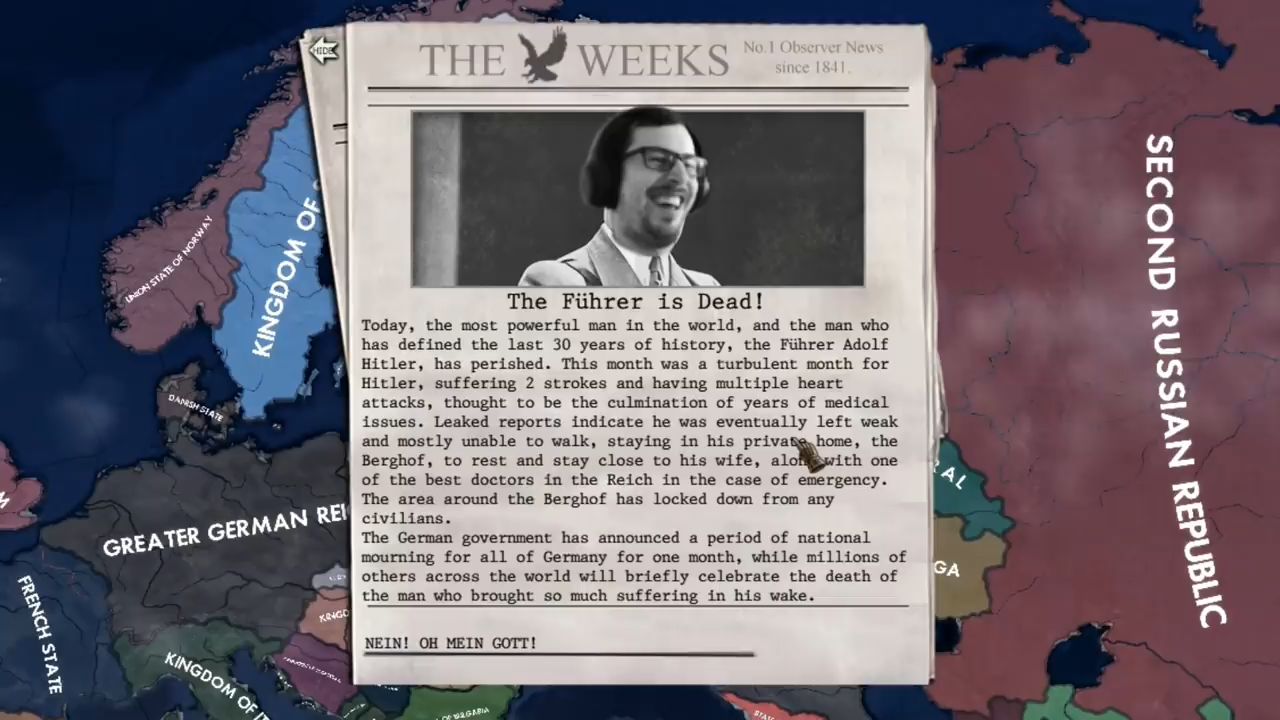 HIDE
THE WEEKS
No.1 Observer News
since 1841.
The Führer is Dead!
Today, the most powerful man in the world, and the man who
has defined the last 30 years of history, the Führer Adolf
Hitler, has perished. This month was a turbulent month for
Hitler, suffering 2 strokes and having multiple heart
attacks, thought to be the culmination of years of medical
issues. Leaked reports indicate he was eventually left weak
and mostly unable to walk, staying in his private home, the
Berghof, to rest and stay close to his wife, along with one
of the best doctors in the Reich in the case of emergency.
The area around the Berghof has locked down from any
civilians.
The German government has announced a period of national
mourning for all of Germany for one month, while millions of
others across the world will briefly celebrate the death of
the man who brought so much suffering in his wake.
NEIN! OH MEIN GOTT!
UNION STATE OF NORWAY
KINGDOM OF
DANISH STATE
GREATER GERMAN REI
FRENCH STATE
KINGDOM OF IT
KINGD
OF BULGARIA
RAL
GA
SECOND RUSSIAN REPUBLIC